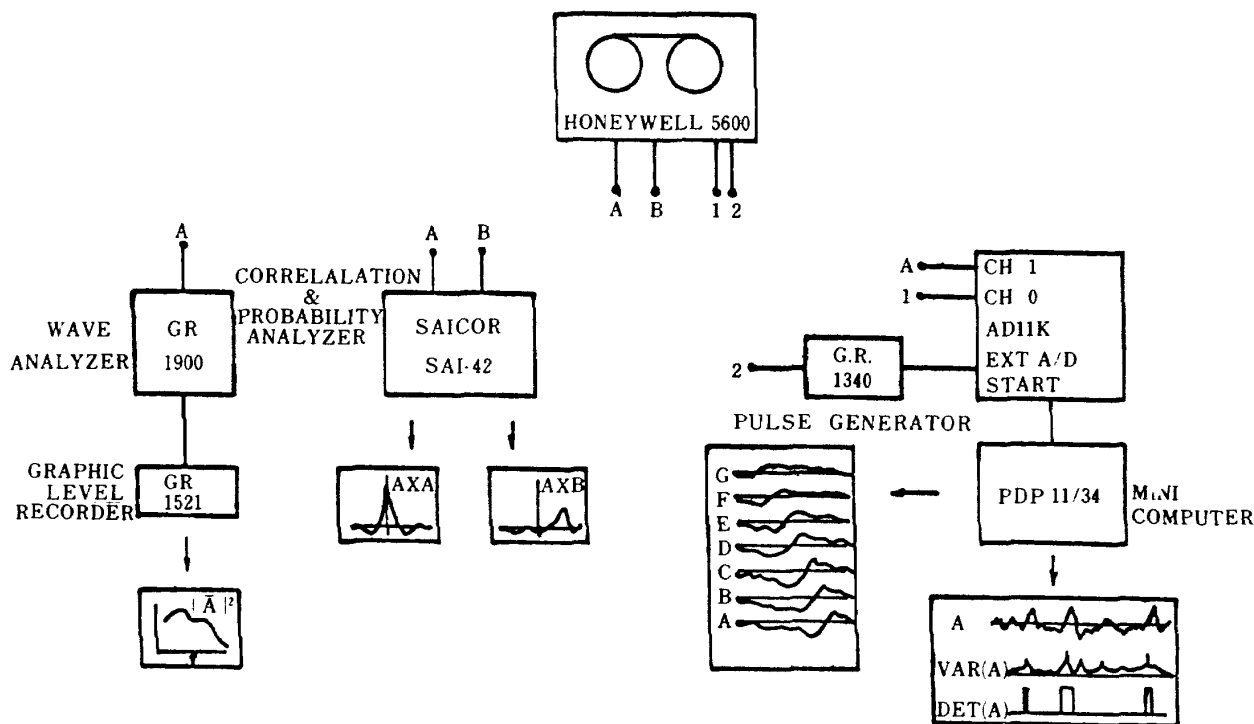 HONEYWELL 5600
A B 1 2
A
WAVE
ANALYZER
GR
1900
GRAPHIC
LEVEL
RECORDER
GR
1521
|Ā|²
CORRELALATION
&
PROBABILITY
ANALYZER
A B
SAICOR
SAI-42
AXA
AXB
A
1
CH 1
CH 0
AD11K
EXT A/D
START
2
G.R.
1340
PULSE GENERATOR
PDP 11/34
MINI
COMPUTER
G
F
E
D
C
B
A
A
VAR(A)
DET(A)